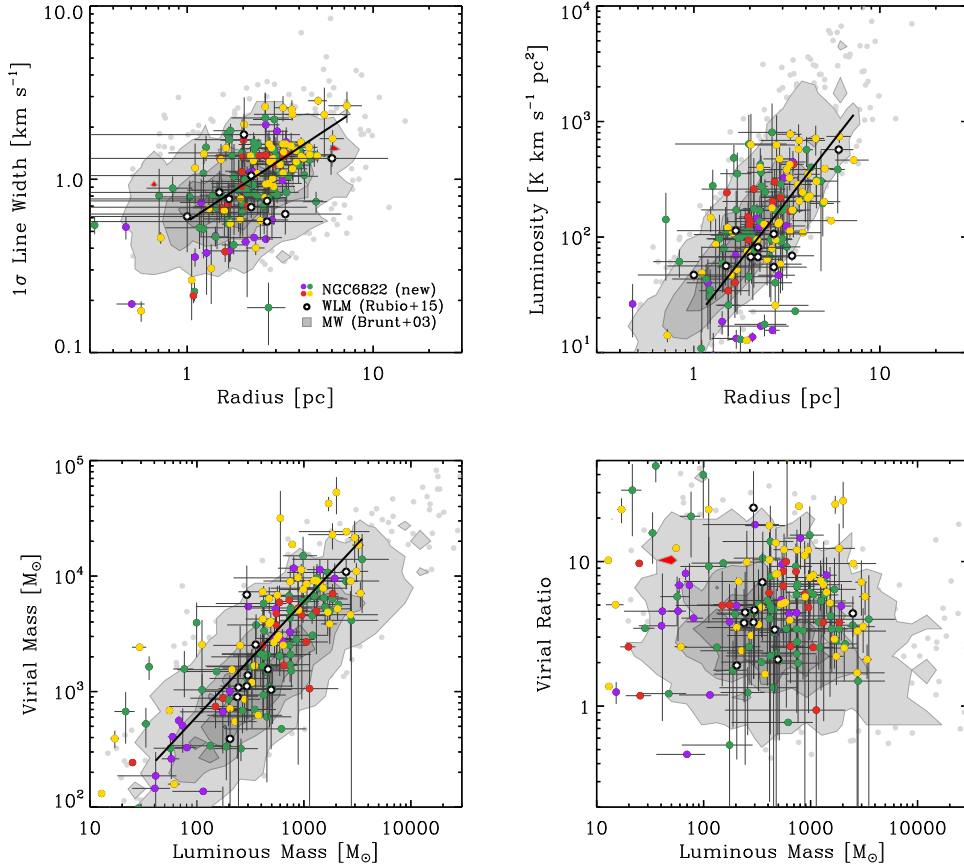 10.0
1.0
0.1
1σ Line Width [km s⁻¹]
1
10
Radius [pc]
NGC6822 (new)
WLM (Rubio+15)
MW (Brunt+03)
10⁴
10³
10²
10¹
Luminosity [K km s⁻¹ pc²]
1
10
Radius [pc]
10⁵
10⁴
10³
10²
Virial Mass [M☉]
10
100
1000
10000
Luminous Mass [M☉]
10
1
Virial Ratio
10
100
1000
10000
Luminous Mass [M☉]